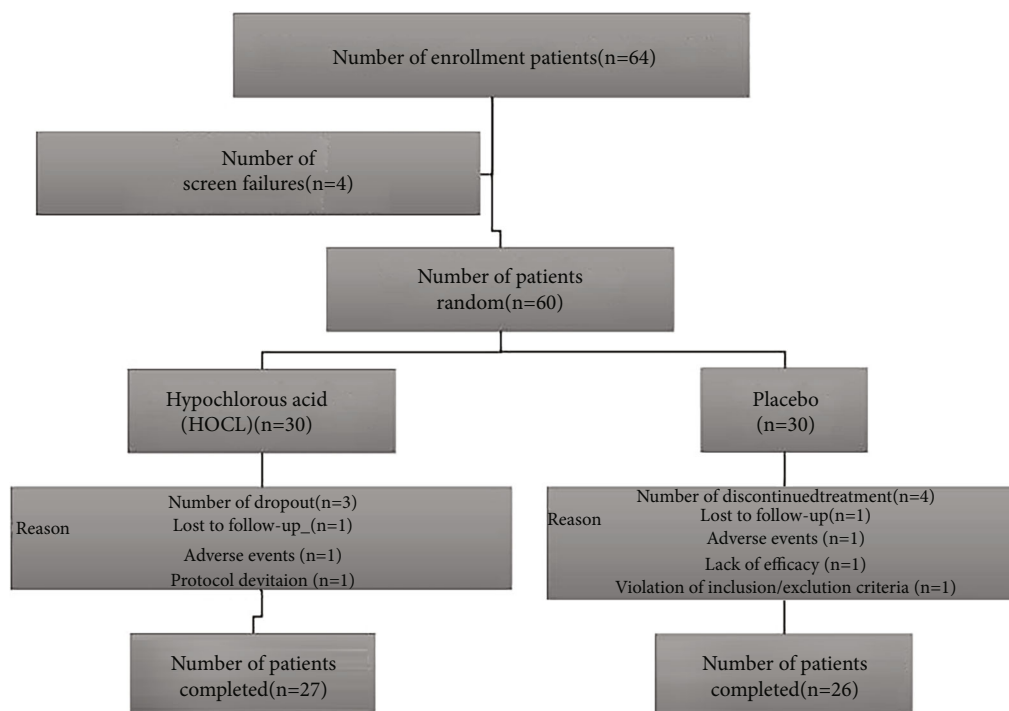 Number of enrollment patients(n=64)
Number of
screen failures(n=4)
Number of patients
random(n=60)
Hypochlorous acid
(HOCL)(n=30)
Placebo
(n=30)
Reason
Number of dropout(n=3)
Lost to follow-up_(n=1)
Adverse events (n=1)
Protocol devitaion (n=1)
Reason
Number of discontinuedtreatment(n=4)
Lost to follow-up(n=1)
Adverse events (n=1)
Lack of efficacy (n=1)
Violation of inclusion/exclution criteria (n=1)
Number of patients
completed(n=27)
Number of patients
completed(n=26)